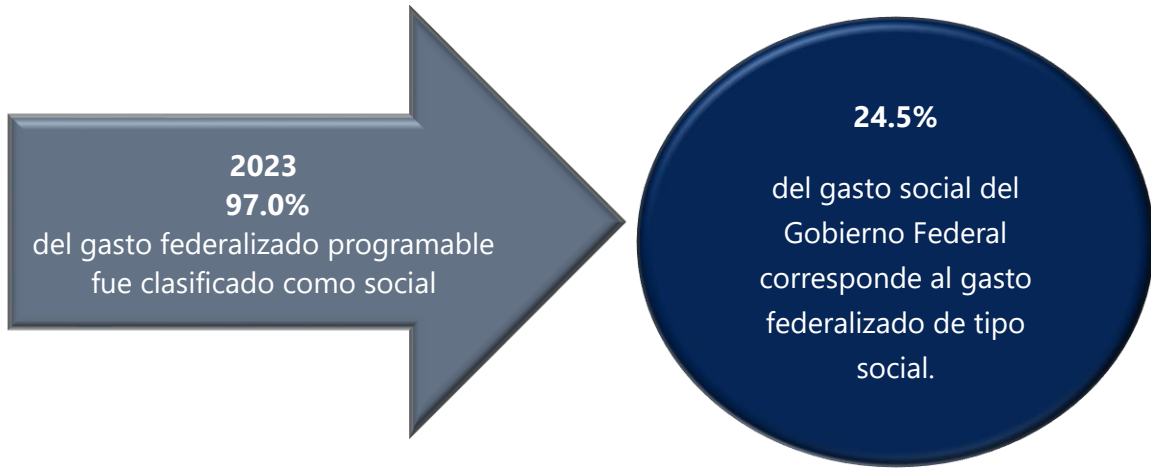 2023
97.0%
del gasto federalizado programable
fue clasificado como social
24.5%
del gasto social del
Gobierno Federal
corresponde al gasto
federalizado de tipo
social.